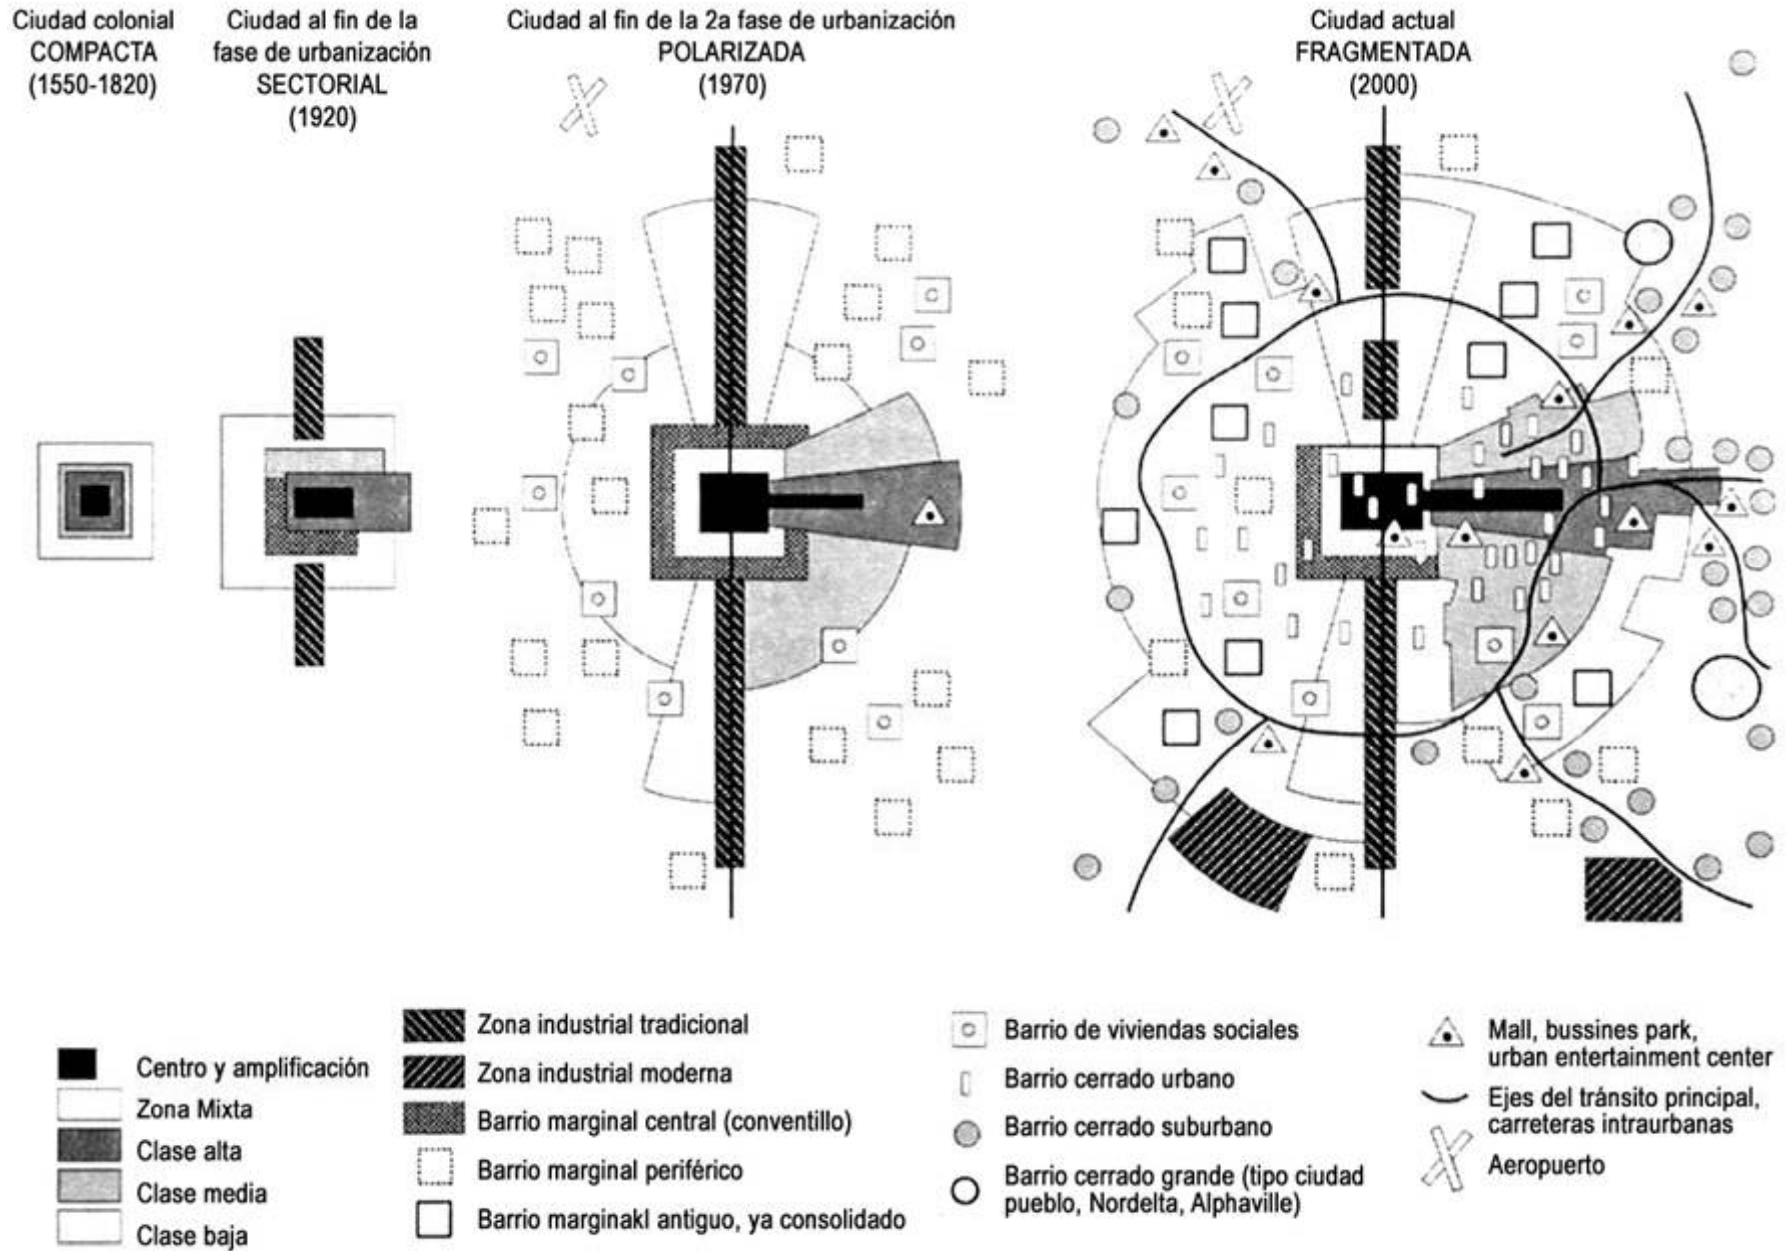 Ciudad colonial
COMPACTA
(1550-1820)
Ciudad al fin de la
fase de urbanización
SECTORIAL
(1920)
Ciudad al fin de la 2a fase de urbanización
POLARIZADA
(1970)
Ciudad actual
FRAGMENTADA
(2000)
Centro y amplificación
Zona Mixta
Clase alta
Clase media
Clase baja
Zona industrial tradicional
Zona industrial moderna
Barrio marginal central (conventillo)
Barrio marginal periférico
Barrio marginakl antiguo, ya consolidado
Barrio de viviendas sociales
Barrio cerrado urbano
Barrio cerrado suburbano
Barrio cerrado grande (tipo ciudad
pueblo, Nordelta, Alphaville)
Mall, bussines park,
urban entertainment center
Ejes del tránsito principal,
carreteras intraurbanas
Aeropuerto